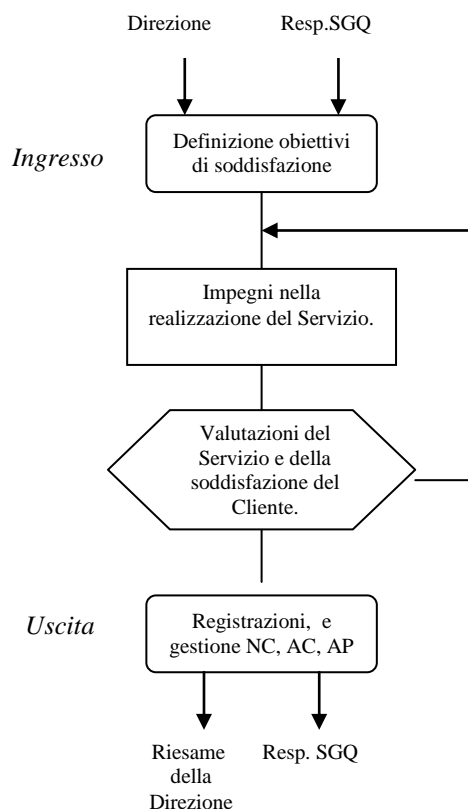 Direzione Resp.SGQ
Ingresso
Definizione obiettivi
di soddisfazione
Impegni nella
realizzazione del Servizio.
Valutazioni del
Servizio e della
soddisfazione del
Cliente.
Uscita
Registrazioni, e
gestione NC, AC, AP
Riesame
della
Direzione
Resp. SGQ